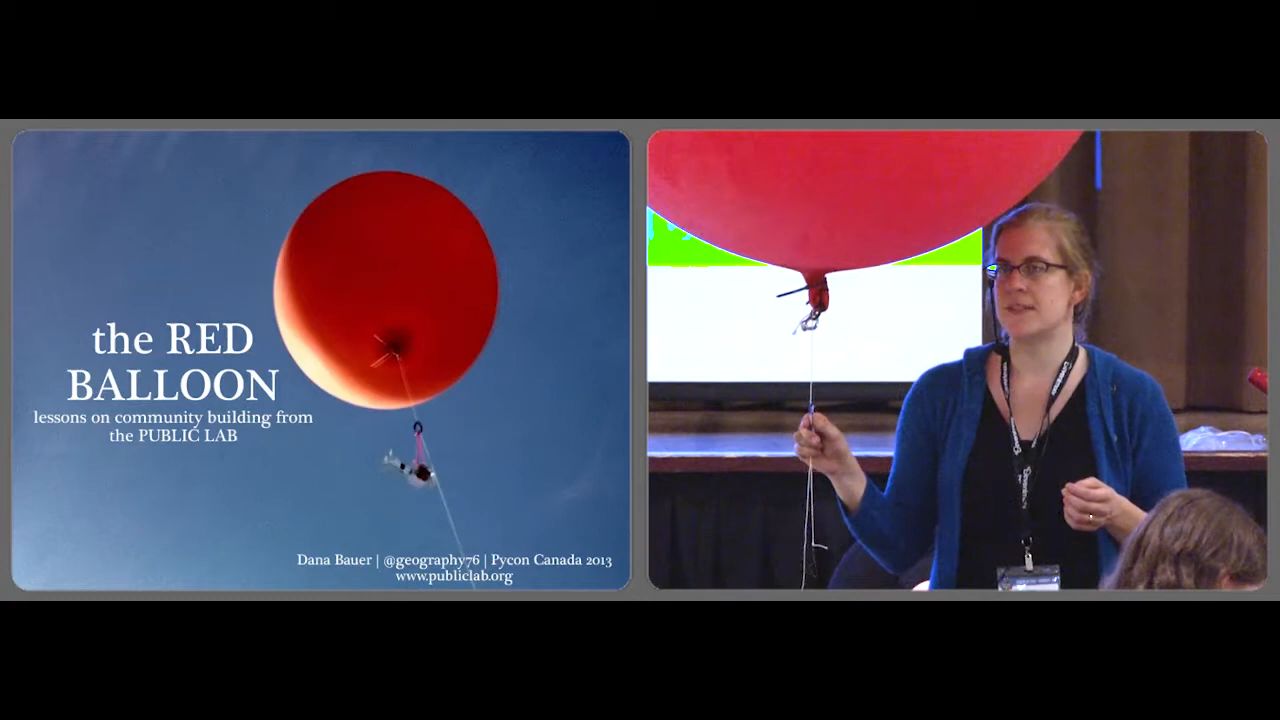 the RED
BALLOON
lessons on community building from
the PUBLIC LAB
Dana Bauer | @geography76 | Pycon Canada 2013
www.publiclab.org